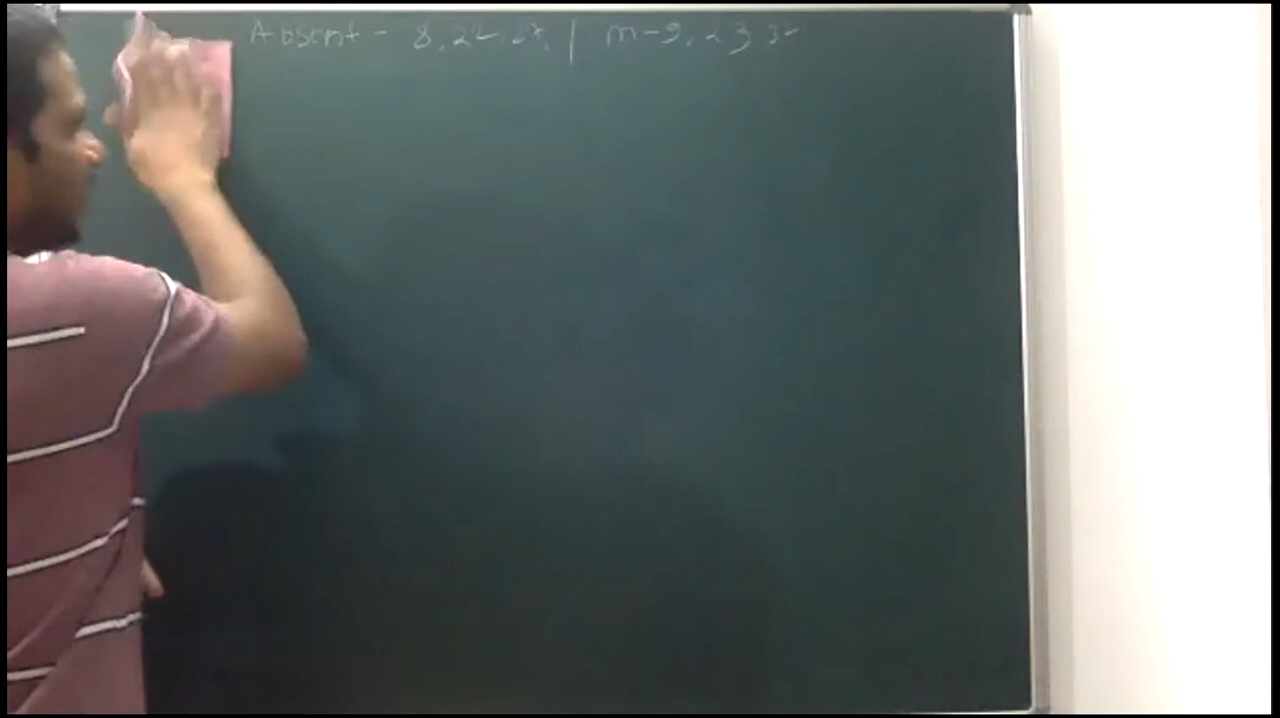 Absent - 8, 22, 27, | m-9, 23 32